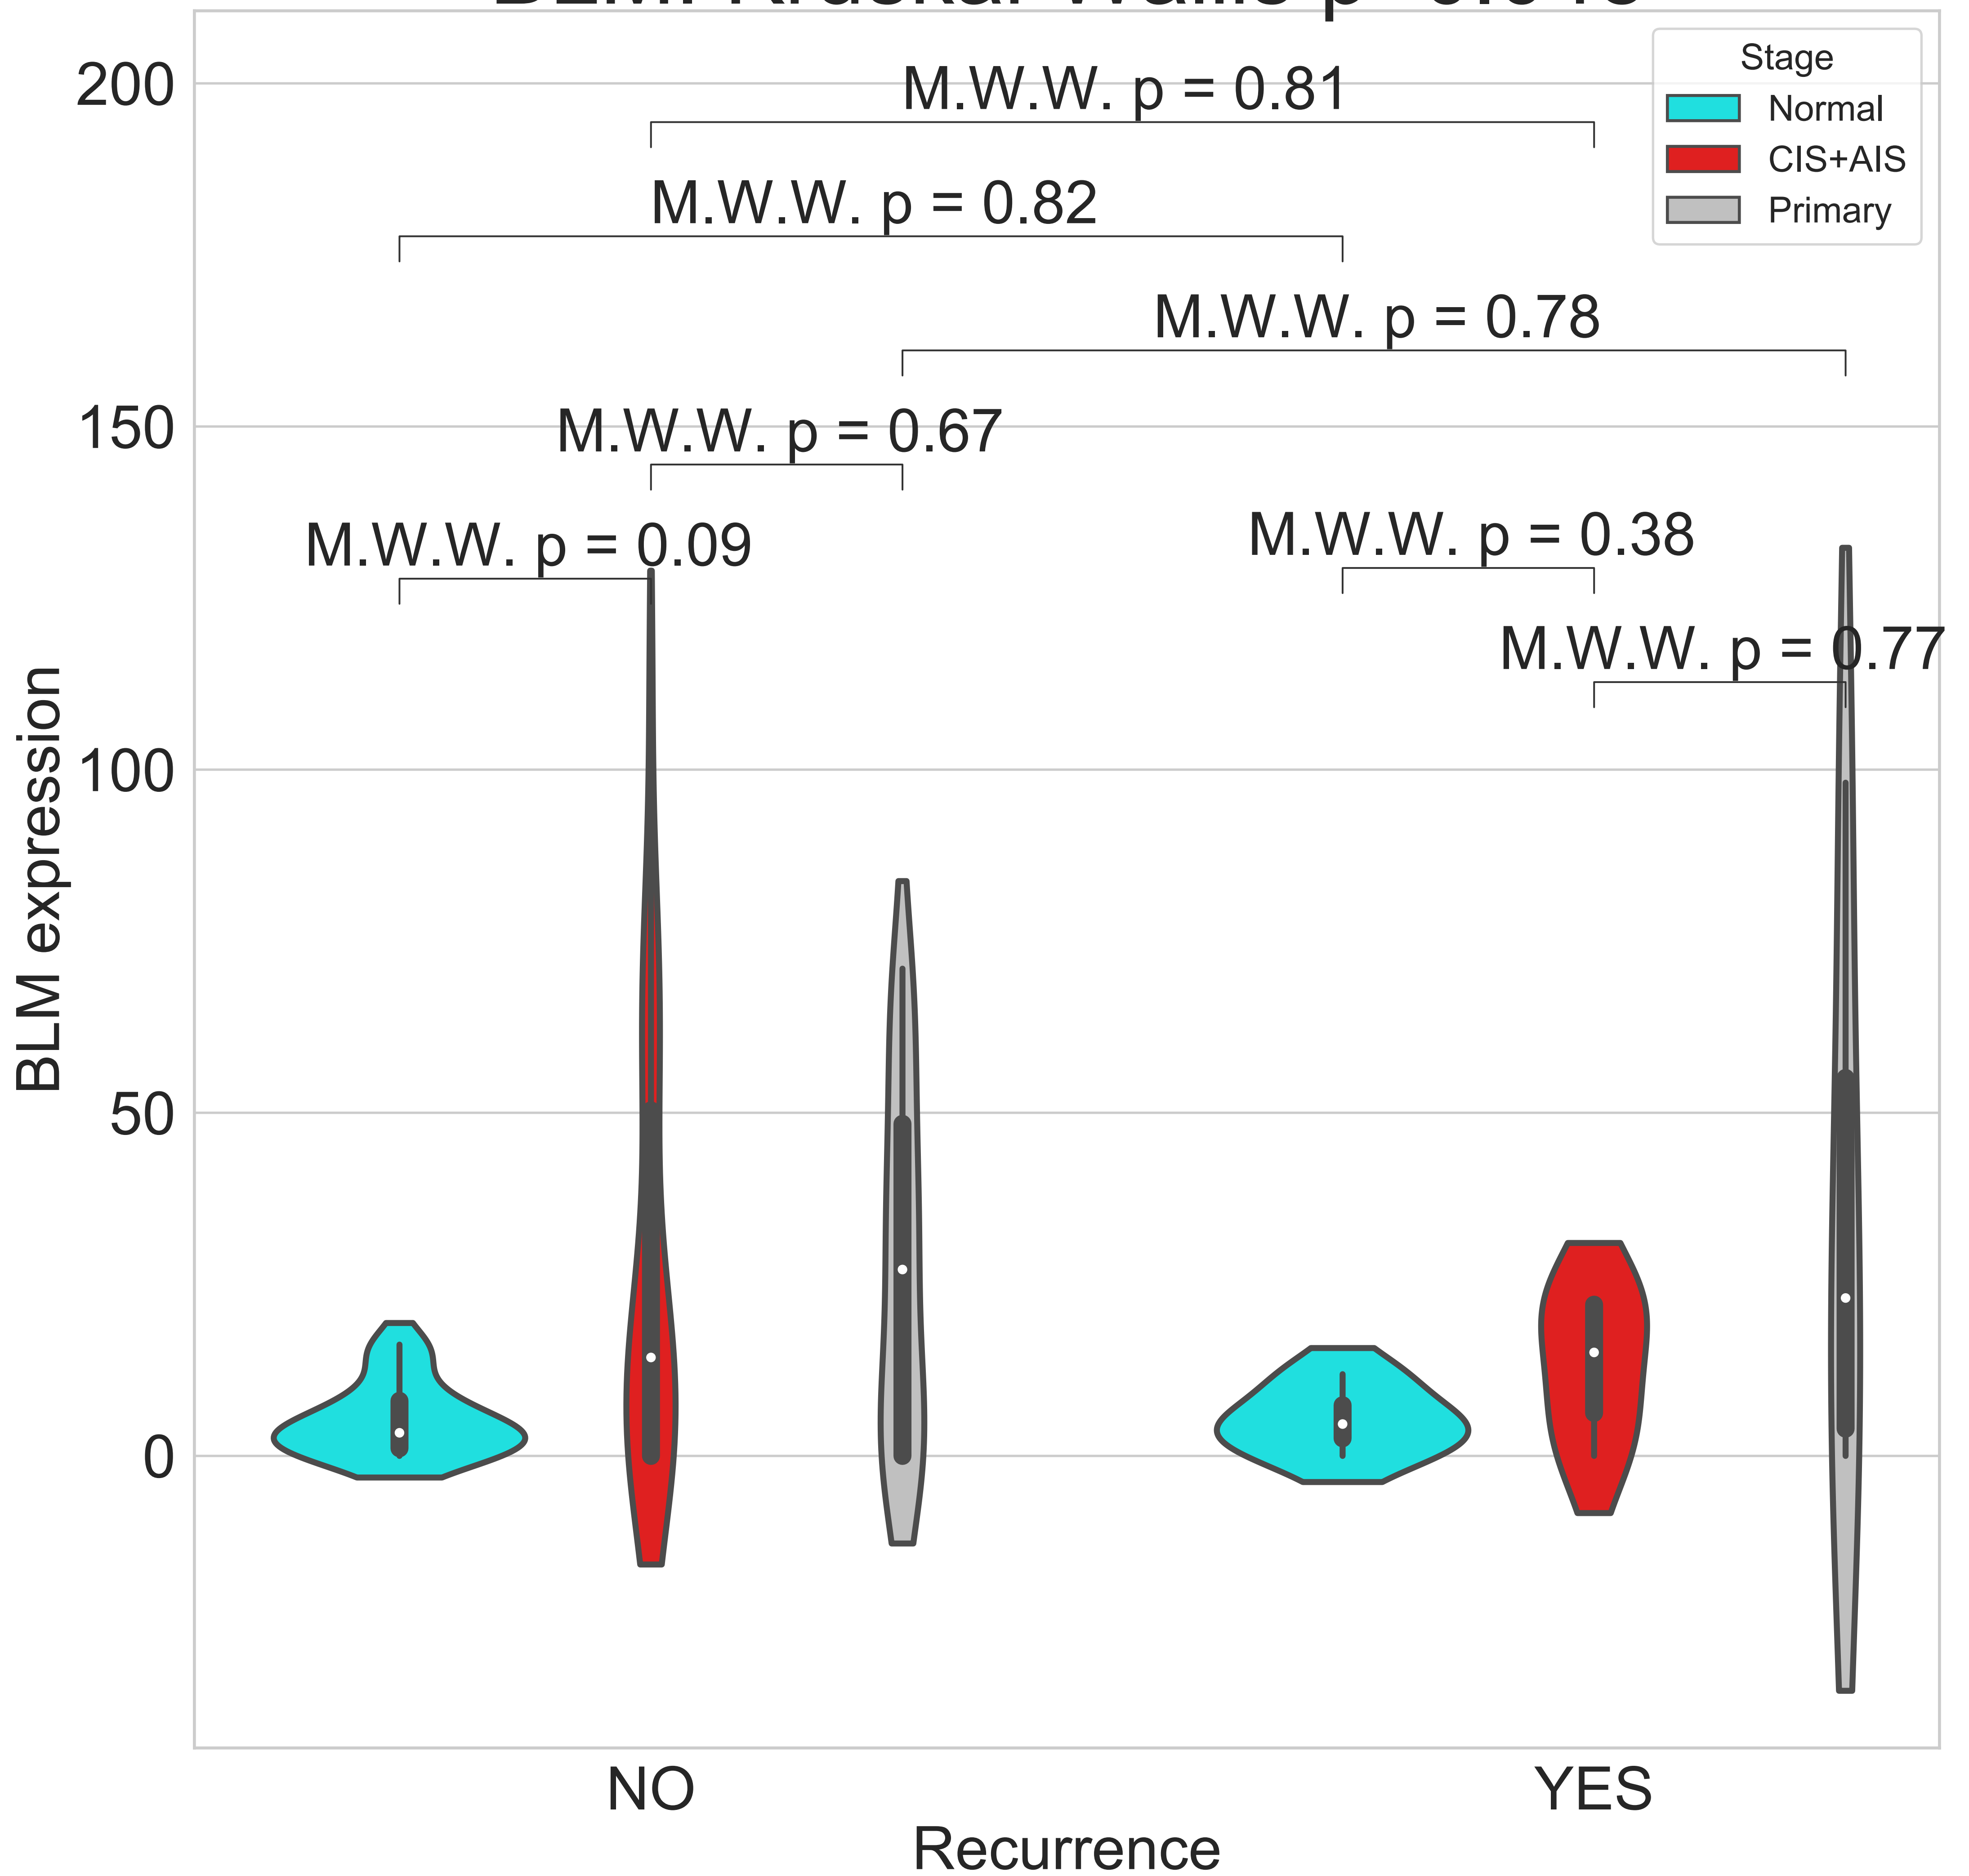 200
M.W.W. p = 0.81
Stage
Normal
CIS+AIS
Primary
M.W.W. p = 0.82
M.W.W. p = 0.78
150
M.W.W. p = 0.67
M.W.W. p = 0.09
M.W.W. p = 0.38
M.W.W. p = 0.77
100
50
0
BLM expression
NO
YES
Recurrence